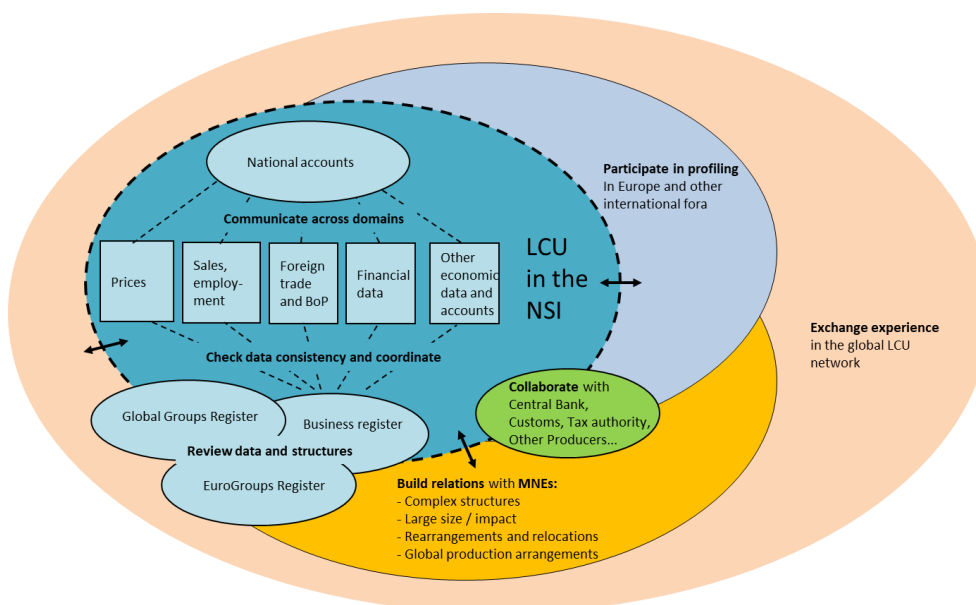 National accounts
Communicate across domains
Prices
Sales,
employ-
ment
Foreign
trade
and BoP
Financial
data
Other
economic
data and
accounts
LCU
in the
NSI
Check data consistency and coordinate
Global Groups Register
Business register
Review data and structures
EuroGroups Register
Participate in profiling
In Europe and other
international fora
Collaborate with
Central Bank,
Customs, Tax authority,
Other Producers...
Build relations with MNEs:
- Complex structures
- Large size / impact
- Rearrangements and relocations
- Global production arrangements
Exchange experience
in the global LCU
network